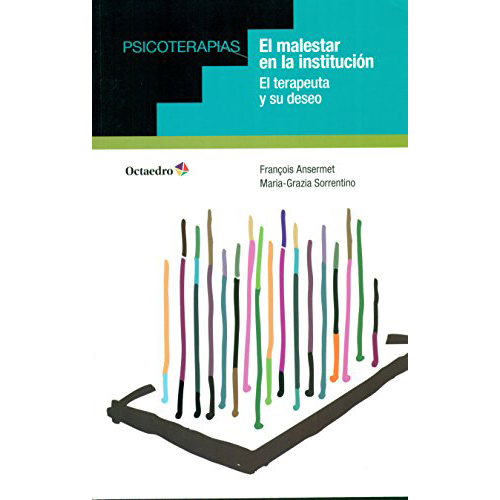 PSICOTERAPIAS
El malestar
en la institución
El terapeuta
y su deseo
Octaedro
François Ansermet
Maria-Grazia Sorrentino